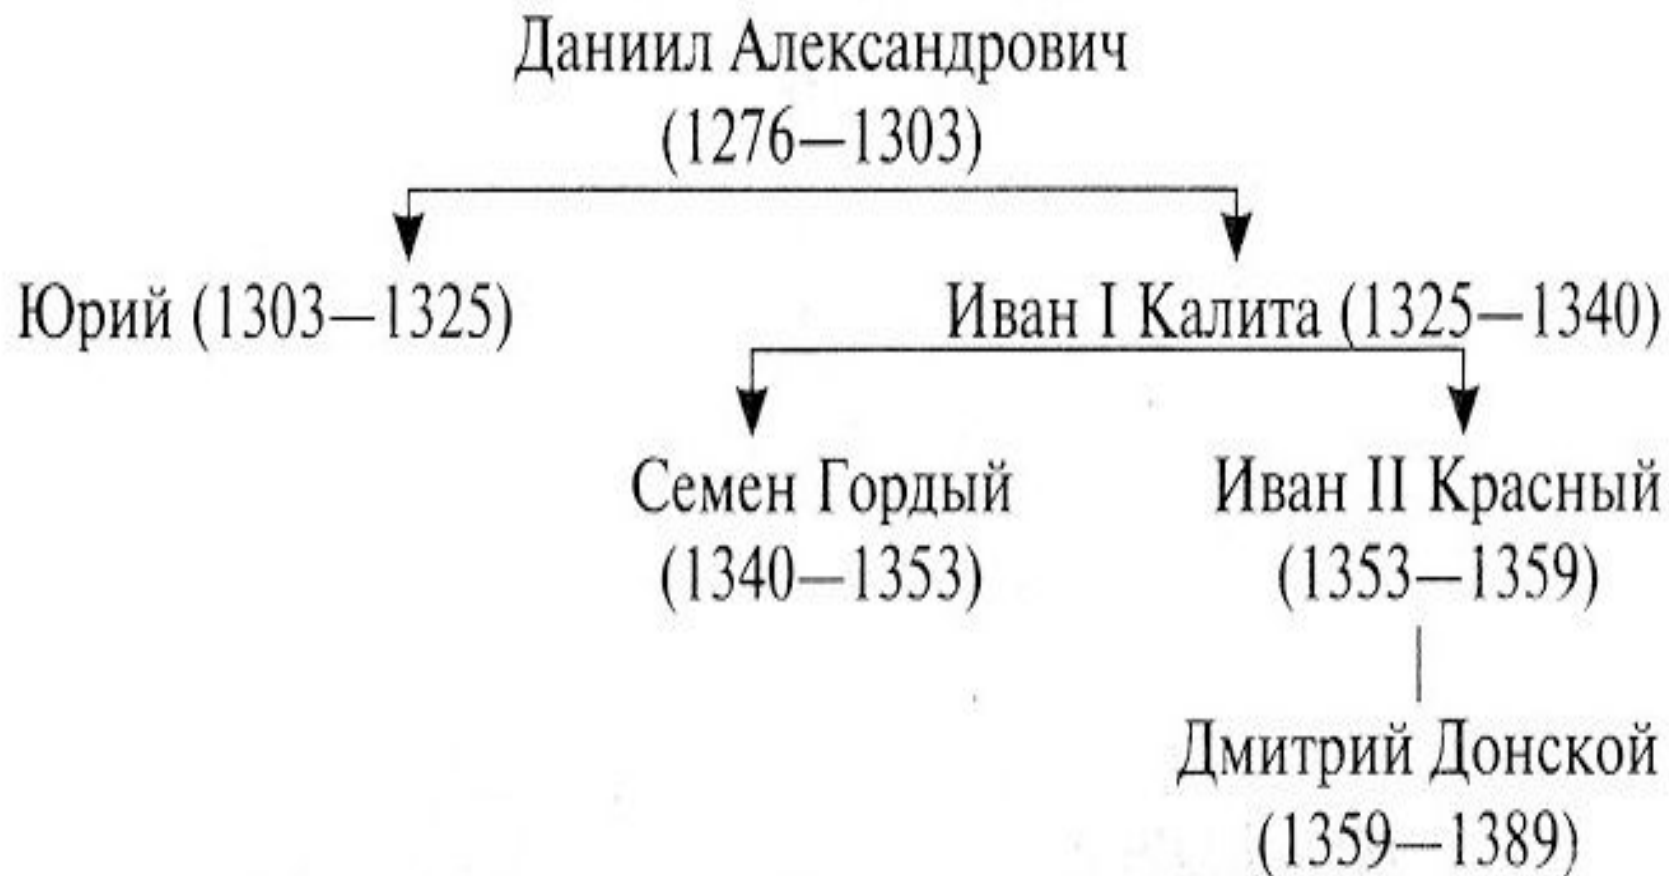 Даниил Александрович
(1276—1303)
Юрий (1303—1325)
Иван I Калита (1325—1340)
Семен Гордый
(1340—1353)
Иван II Красный
(1353—1359)
Дмитрий Донской
(1359—1389)